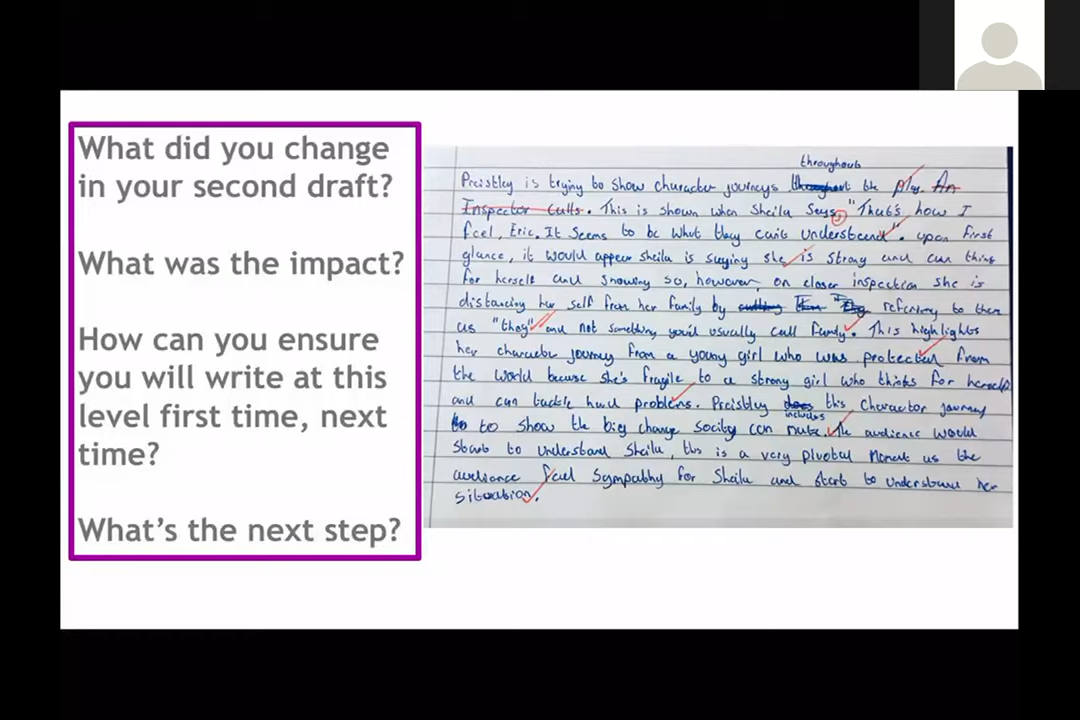 What did you change
in your second draft?
What was the impact?
How can you ensure
you will write at this
level first time, next
time?
What's the next step?
throughout
Preistley is trying to show character journeys throughout the play. An
Inspector Calls. This is shown when Sheila says, "That's how I
feel, Eric. It seems to be what they can't understand". upon first
glance, it would appear sheila is saying she is strong and can think
for herself and showing so, however, on closer inspection she is
distancing her self from her family by referring to them
as "they" and not something you'd usually call family. This highlights
her character journey from a young girl who was protected from
the world because she's fragile to a strong girl who thinks for herself
and can tackle hard problems. Preistley does this character journey
includes
to to show the big change society can make. The audience would
start to understand Sheila, this is a very pivotal moment as the
audience feel sympathy for Sheila and start to understand her
situation.